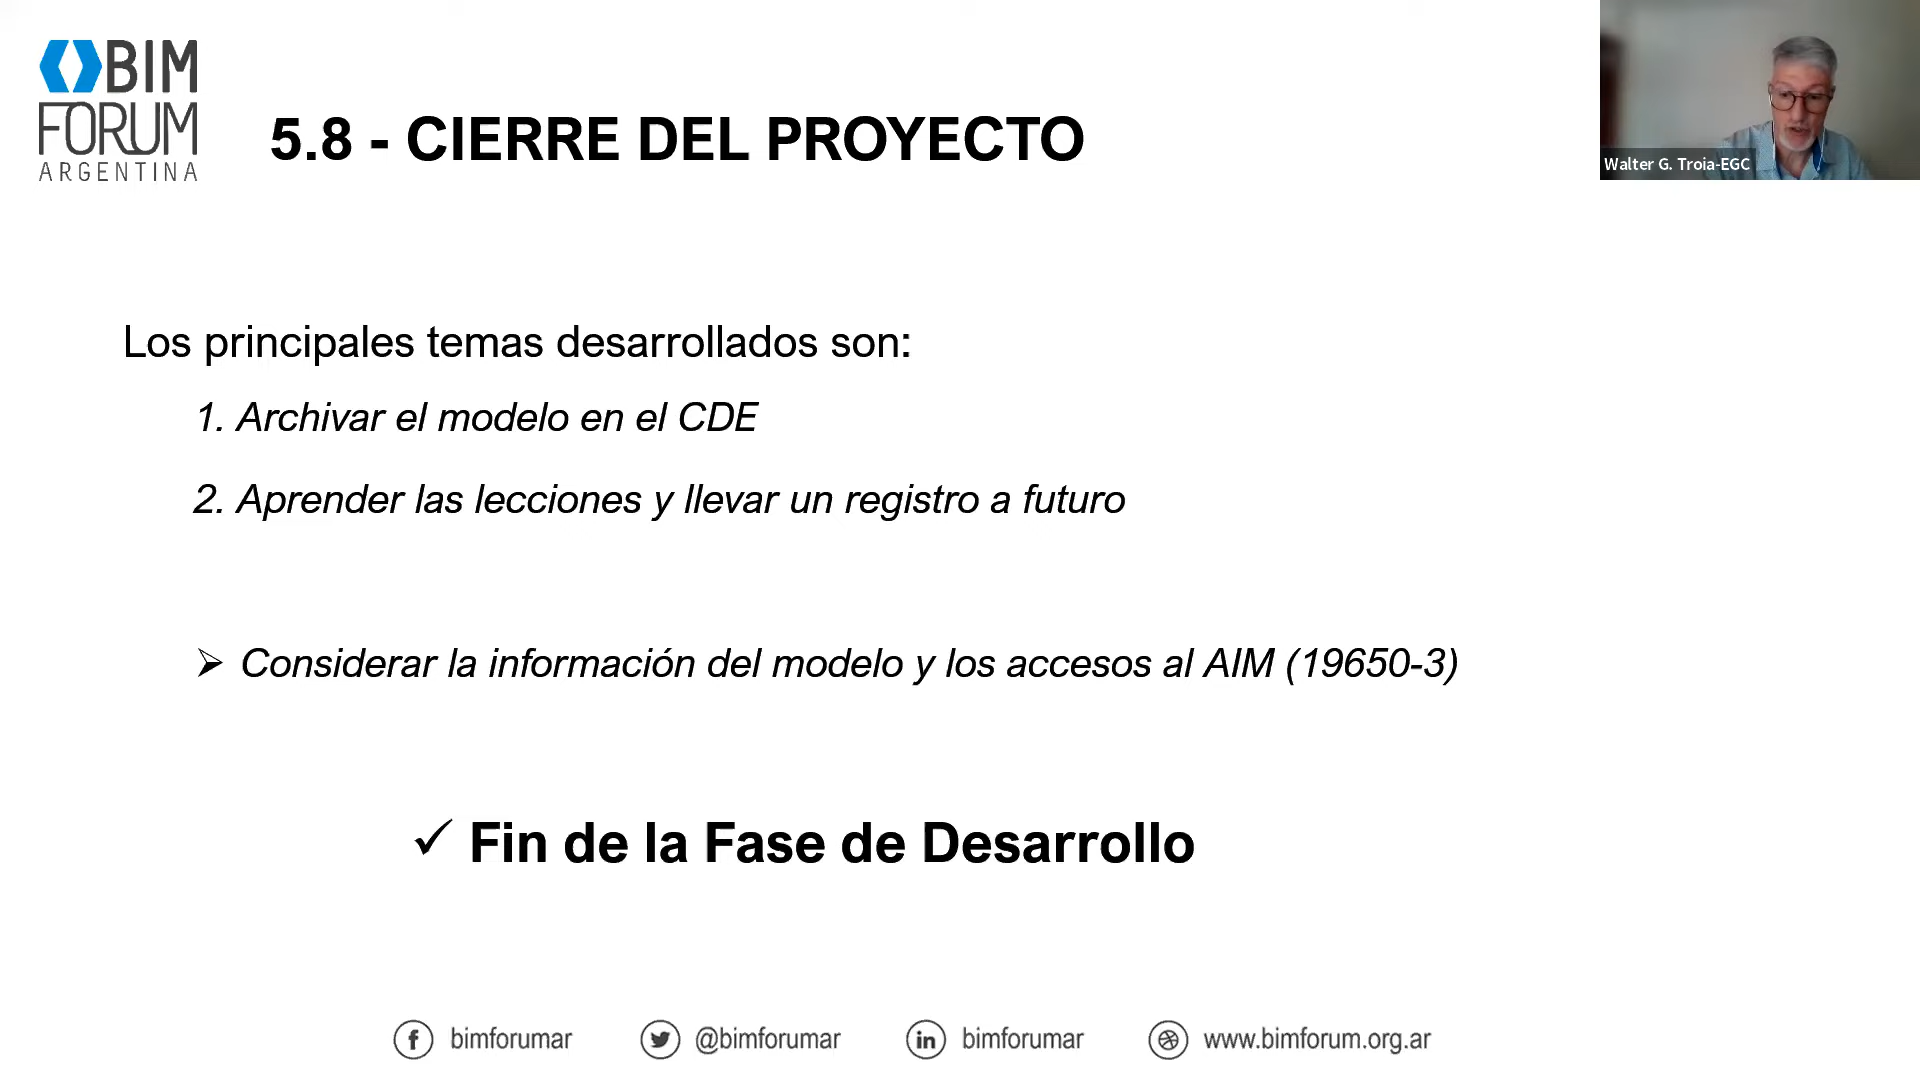 BIM
FORUM
ARGENTINA
5.8 - CIERRE DEL PROYECTO
Walter G. Troia-EGC
Los principales temas desarrollados son:
1. Archivar el modelo en el CDE
2. Aprender las lecciones y llevar un registro a futuro
➢ Considerar la información del modelo y los accesos al AIM (19650-3)
✓ Fin de la Fase de Desarrollo
bimforumar @bimforumar bimforumar www.bimforum.org.ar